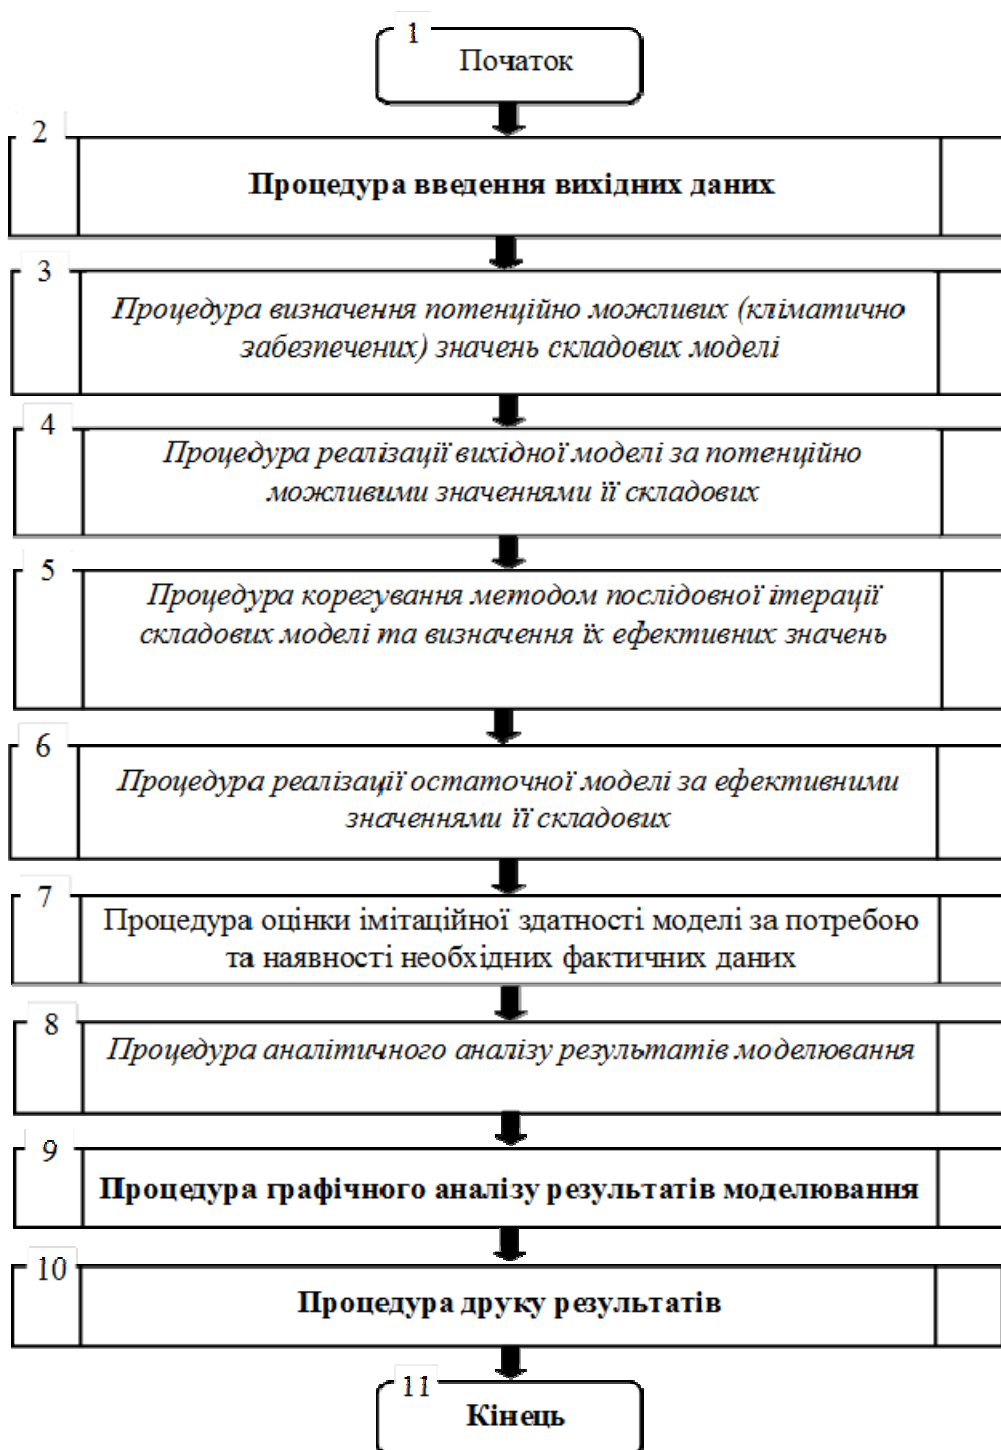 1
Початок
2
Процедура введення вихідних даних
3
Процедура визначення потенційно можливих (кліматично
забезпечених) значень складових моделі
4
Процедура реалізації вихідної моделі за потенційно
можливими значеннями її складових
5
Процедура корегування методом послідовної ітерації
складових моделі та визначення їх ефективних значень
6
Процедура реалізації остаточної моделі за ефективними
значеннями її складових
7
Процедура оцінки імітаційної здатності моделі за потребою
та наявності необхідних фактичних даних
8
Процедура аналітичного аналізу результатів моделювання
9
Процедура графічного аналізу результатів моделювання
10
Процедура друку результатів
11
Кінець